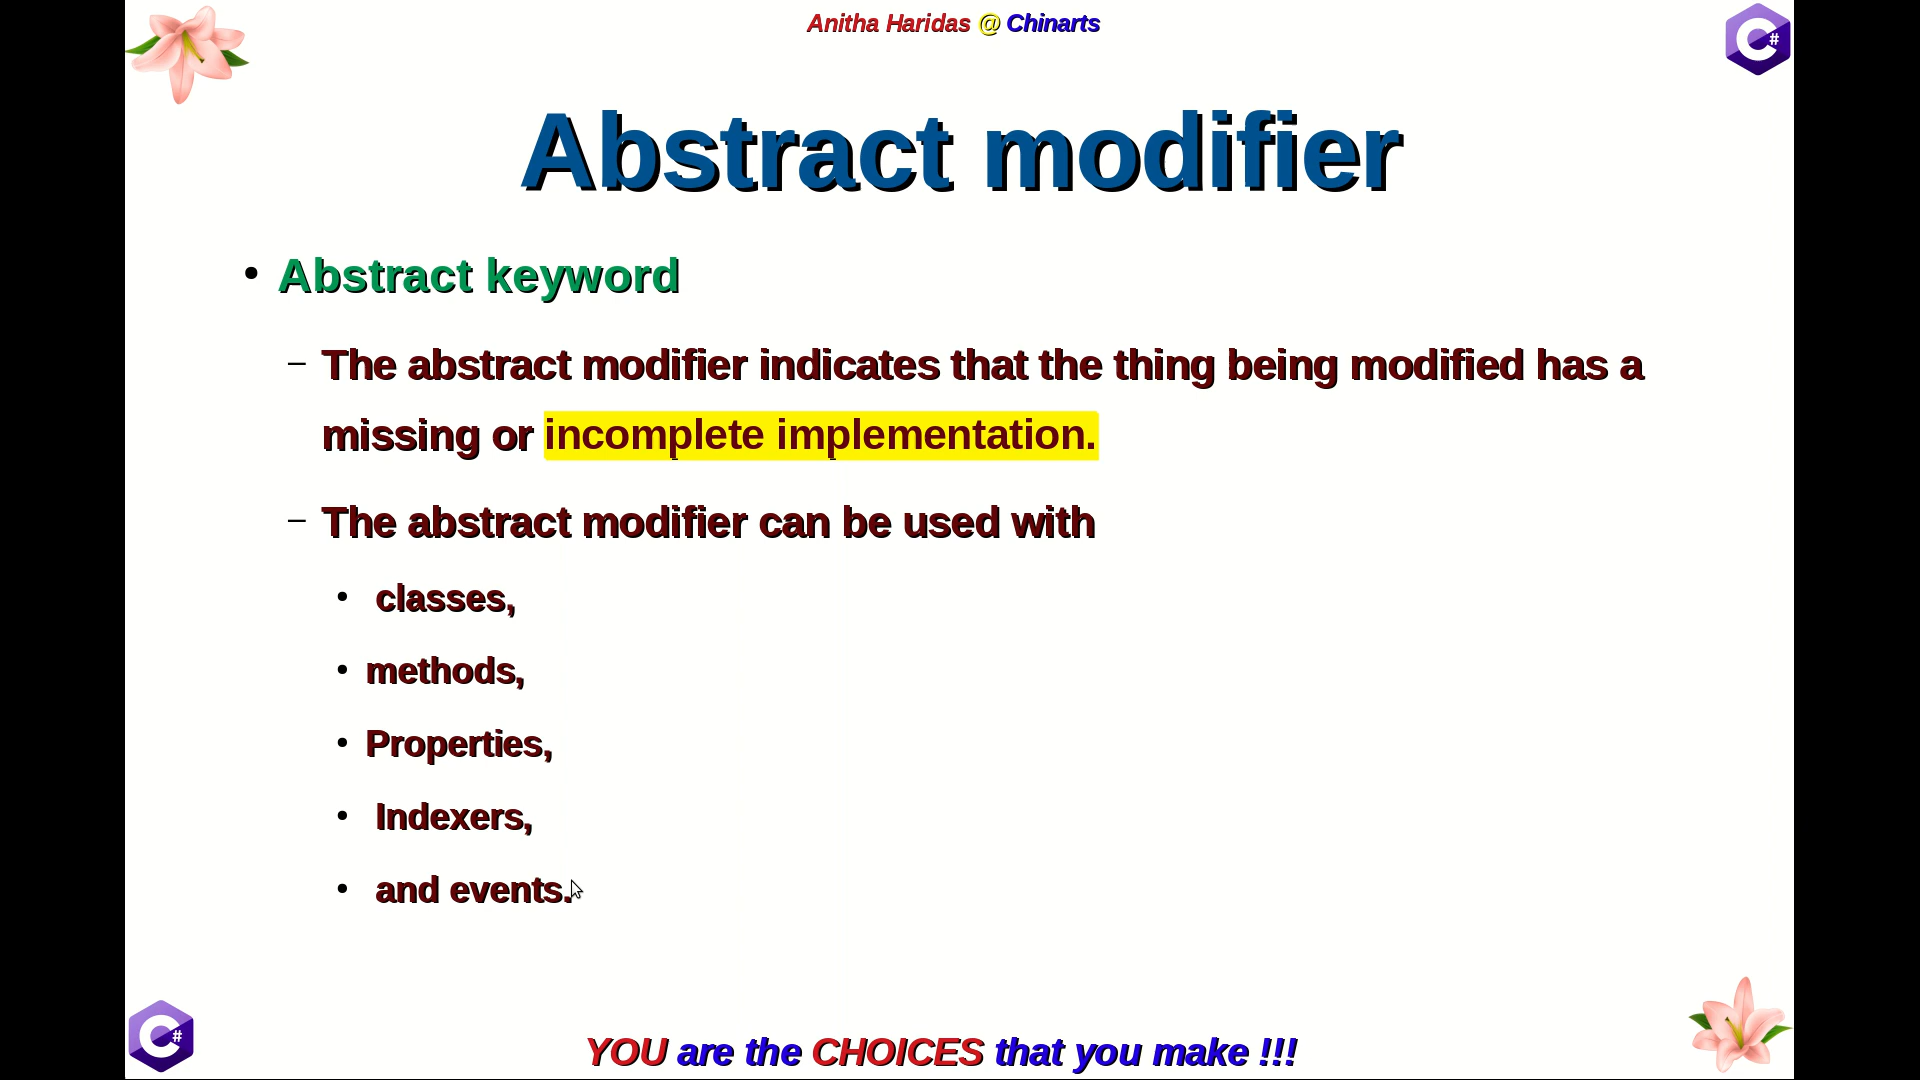 Anitha Haridas @ Chinarts
C#
Abstract modifier
• Abstract keyword
– The abstract modifier indicates that the thing being modified has a
missing or incomplete implementation.
– The abstract modifier can be used with
• classes,
• methods,
• Properties,
• Indexers,
• and events.
C#
YOU are the CHOICES that you make !!!